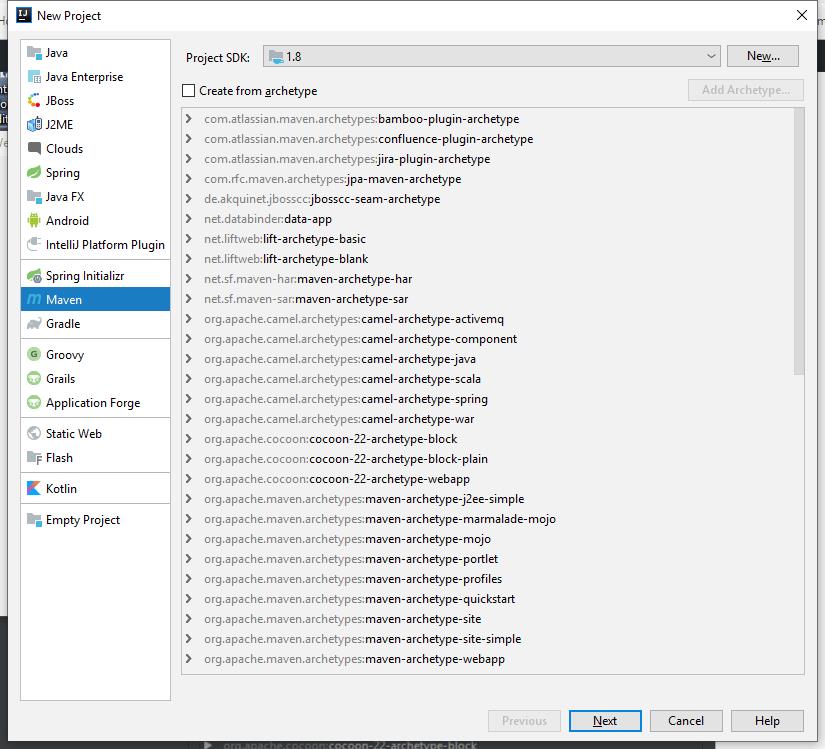 New Project
Java
Java Enterprise
JBoss
J2ME
Clouds
Spring
Java FX
Android
IntelliJ Platform Plugin
Spring Initializr
Maven
Gradle
Groovy
Grails
Application Forge
Static Web
Flash
Kotlin
Empty Project
Project SDK: 1.8 New...
Create from archetype Add Archetype...
com.atlassian.maven.archetypes:bamboo-plugin-archetype
com.atlassian.maven.archetypes:confluence-plugin-archetype
com.atlassian.maven.archetypes:jira-plugin-archetype
com.rfc.maven.archetypes:jpa-maven-archetype
de.akquinet.jbosscc:jbosscc-seam-archetype
net.databinder:data-app
net.liftweb:lift-archetype-basic
net.liftweb:lift-archetype-blank
net.sf.maven-har:maven-archetype-har
net.sf.maven-sar:maven-archetype-sar
org.apache.camel.archetypes:camel-archetype-activemq
org.apache.camel.archetypes:camel-archetype-component
org.apache.camel.archetypes:camel-archetype-java
org.apache.camel.archetypes:camel-archetype-scala
org.apache.camel.archetypes:camel-archetype-spring
org.apache.camel.archetypes:camel-archetype-war
org.apache.cocoon:cocoon-22-archetype-block
org.apache.cocoon:cocoon-22-archetype-block-plain
org.apache.cocoon:cocoon-22-archetype-webapp
org.apache.maven.archetypes:maven-archetype-j2ee-simple
org.apache.maven.archetypes:maven-archetype-marmalade-mojo
org.apache.maven.archetypes:maven-archetype-mojo
org.apache.maven.archetypes:maven-archetype-portlet
org.apache.maven.archetypes:maven-archetype-profiles
org.apache.maven.archetypes:maven-archetype-quickstart
org.apache.maven.archetypes:maven-archetype-site
org.apache.maven.archetypes:maven-archetype-site-simple
org.apache.maven.archetypes:maven-archetype-webapp
Previous Next Cancel Help
org.apache.cocoon:cocoon-22-archetype-block